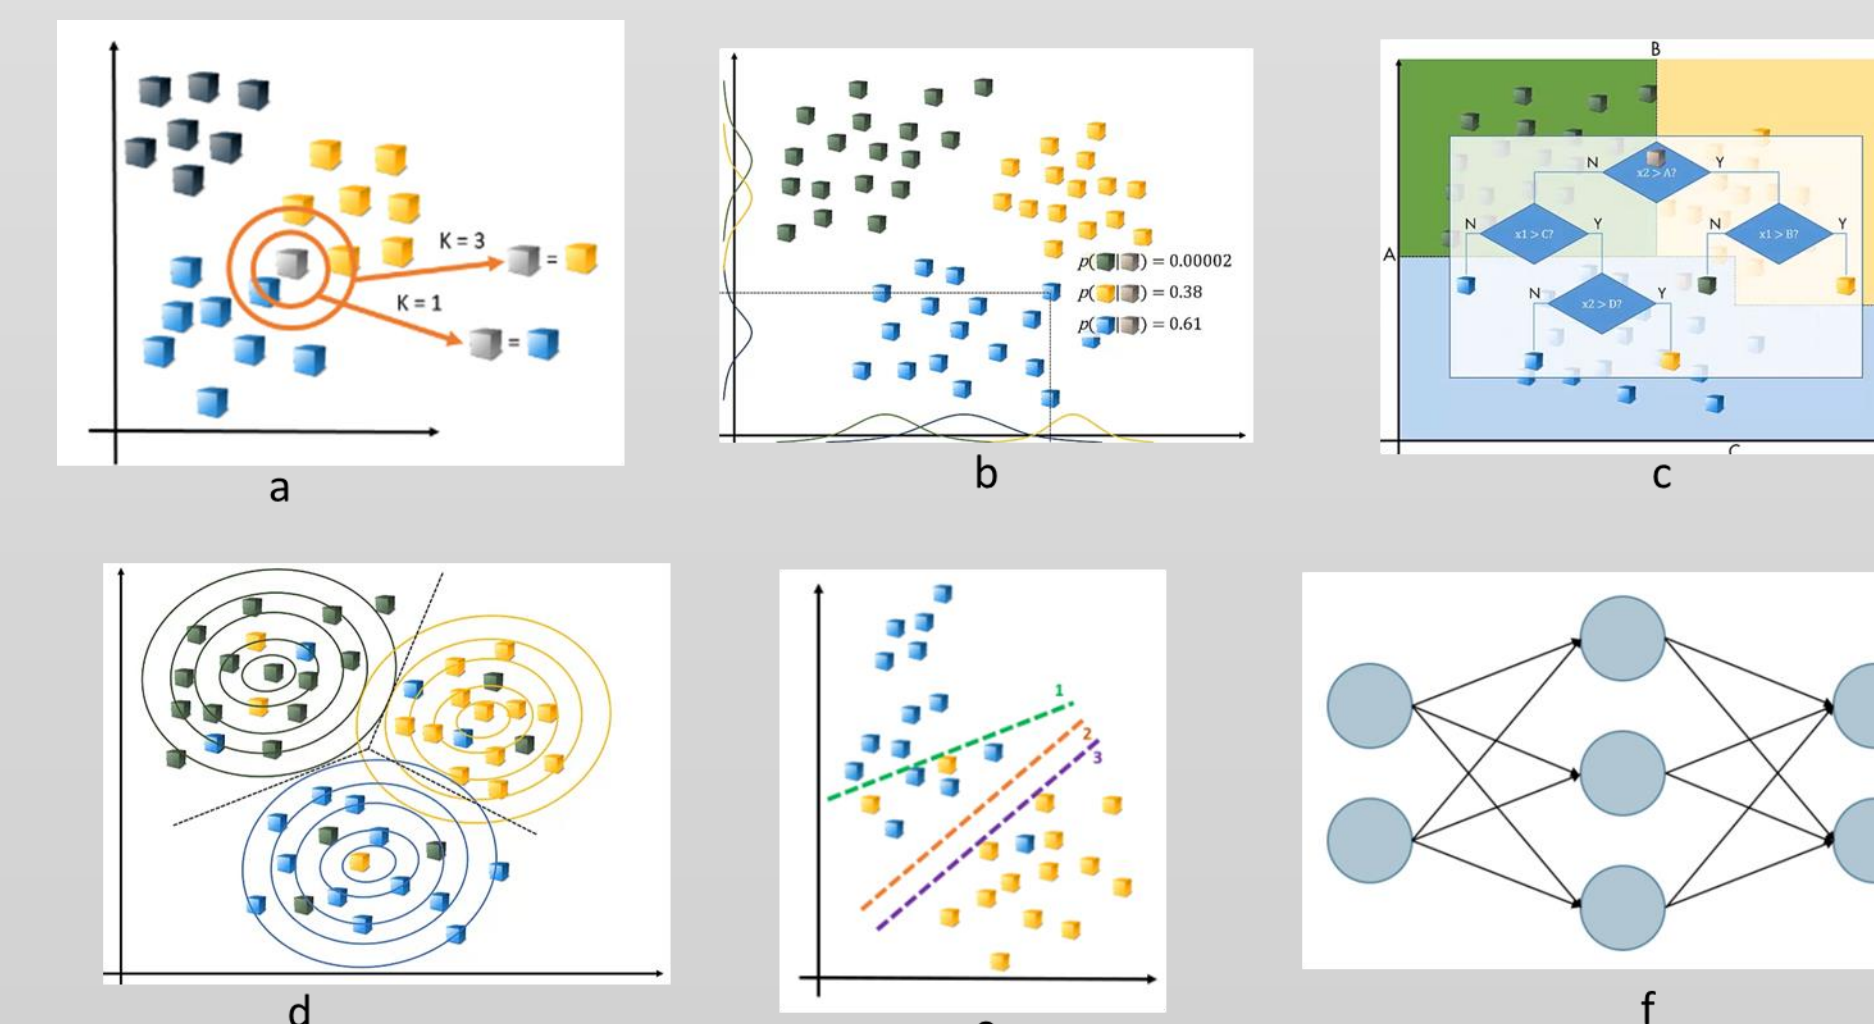 K = 3
=
K = 1
=
a
p(|) = 0.00002
p(|) = 0.38
p(|) = 0.61
b
B
x2 > A?
N
Y
x1 > C?
N
Y
x1 > B?
N
Y
A
x2 > D?
N
Y
c
d
1
2
3
f